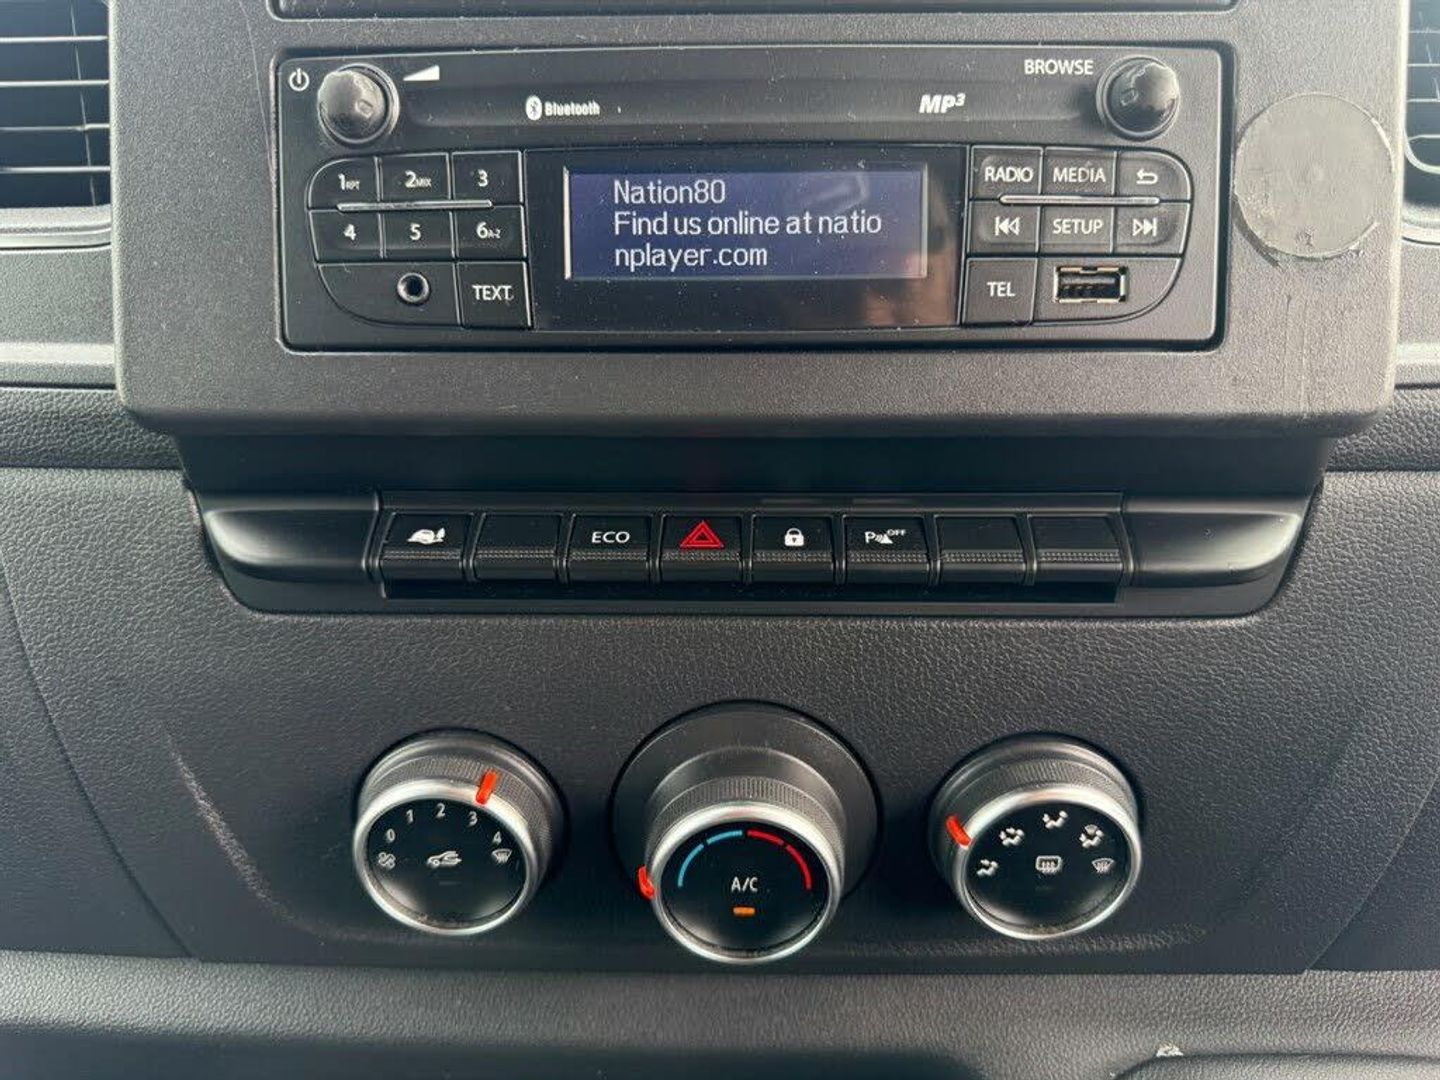 BROWSE
Bluetooth
MP3
1RPT 2MIX 3
RADIO MEDIA
Nation80
Find us online at natio
nplayer.com
4 5 6A-Z
SETUP
TEXT
TEL
ECO
P OFF
0 1 2 3 4
A/C